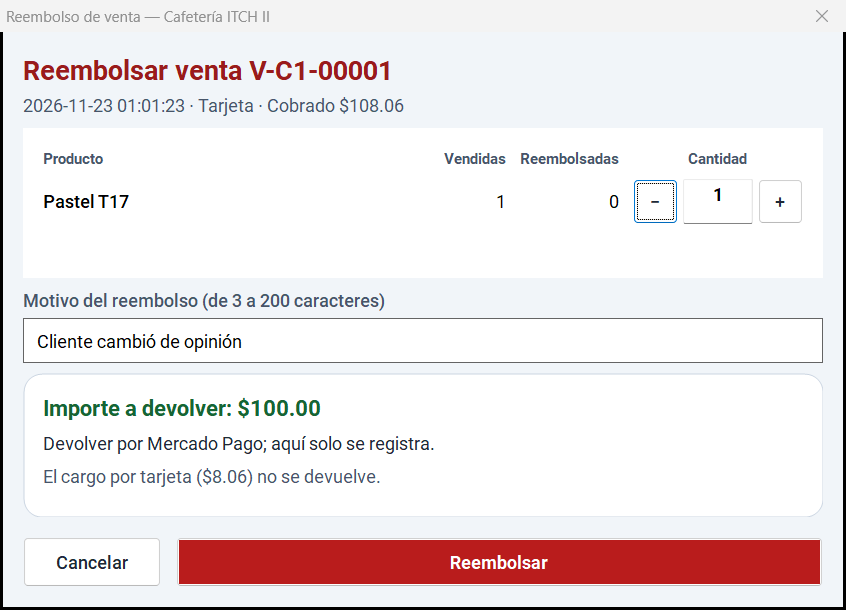 Reembolso de venta — Cafetería ITCH II
Reembolsar venta V-C1-00001
2026-11-23 01:01:23 · Tarjeta · Cobrado $108.06
Producto Vendidas Reembolsadas Cantidad
Pastel T17 1 0 − 1 +
Motivo del reembolso (de 3 a 200 caracteres)
Cliente cambió de opinión
Importe a devolver: $100.00
Devolver por Mercado Pago; aquí solo se registra.
El cargo por tarjeta ($8.06) no se devuelve.
Cancelar Reembolsar